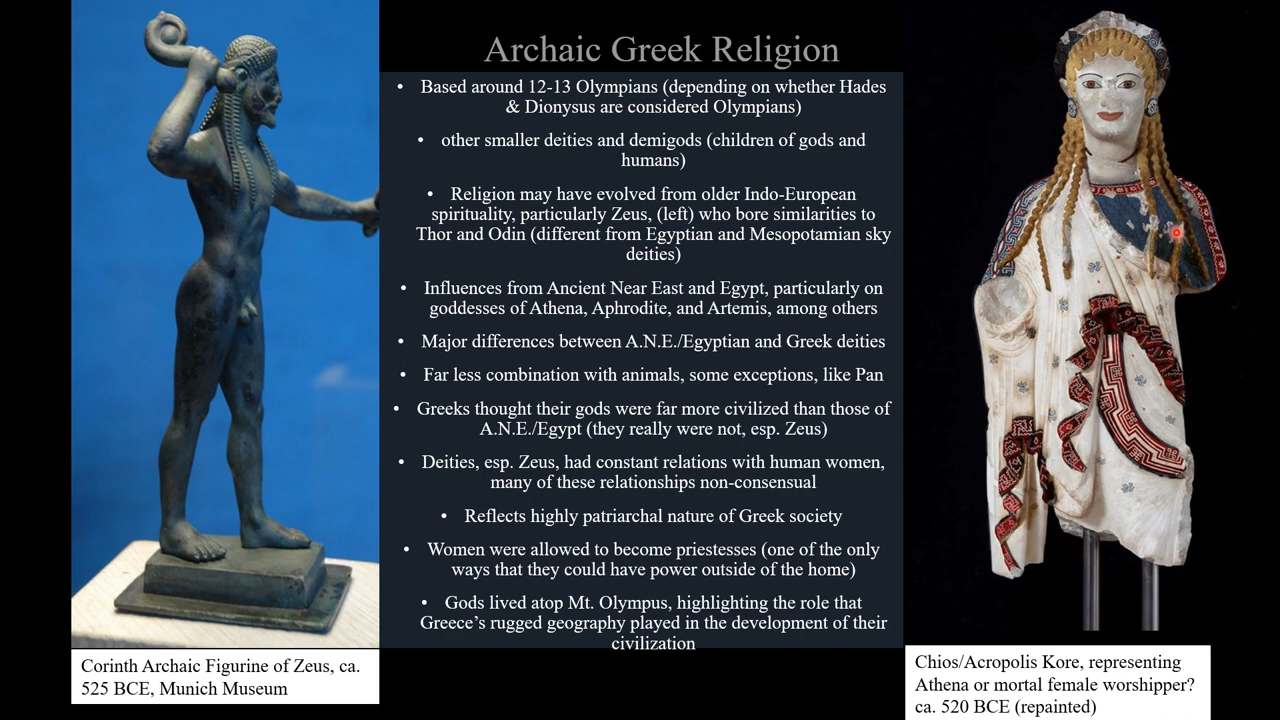 Archaic Greek Religion
• Based around 12-13 Olympians (depending on whether Hades
& Dionysus are considered Olympians)
• other smaller deities and demigods (children of gods and
humans)
• Religion may have evolved from older Indo-European
spirituality, particularly Zeus, (left) who bore similarities to
Thor and Odin (different from Egyptian and Mesopotamian sky
deities)
• Influences from Ancient Near East and Egypt, particularly on
goddesses of Athena, Aphrodite, and Artemis, among others
• Major differences between A.N.E./Egyptian and Greek deities
• Far less combination with animals, some exceptions, like Pan
• Greeks thought their gods were far more civilized than those of
A.N.E./Egypt (they really were not, esp. Zeus)
• Deities, esp. Zeus, had constant relations with human women,
many of these relationships non-consensual
• Reflects highly patriarchal nature of Greek society
• Women were allowed to become priestesses (one of the only
ways that they could have power outside of the home)
• Gods lived atop Mt. Olympus, highlighting the role that
Greece’s rugged geography played in the development of their
civilization
Corinth Archaic Figurine of Zeus, ca.
525 BCE, Munich Museum
Chios/Acropolis Kore, representing
Athena or mortal female worshipper?
ca. 520 BCE (repainted)